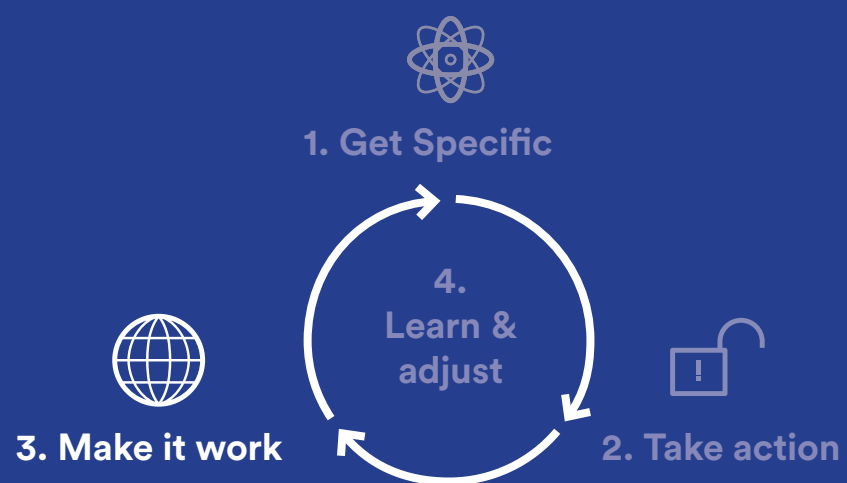 1. Get Specific
4.
Learn &
adjust
!
3. Make it work
2. Take action